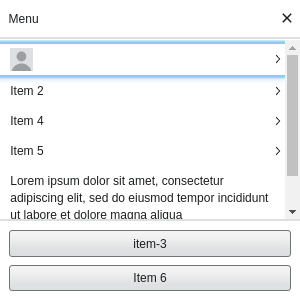 Menu
Item 2
Item 4
Item 5
Lorem ipsum dolor sit amet, consectetur
adipiscing elit, sed do eiusmod tempor incididunt
ut labore et dolore magna aliqua
item-3
Item 6